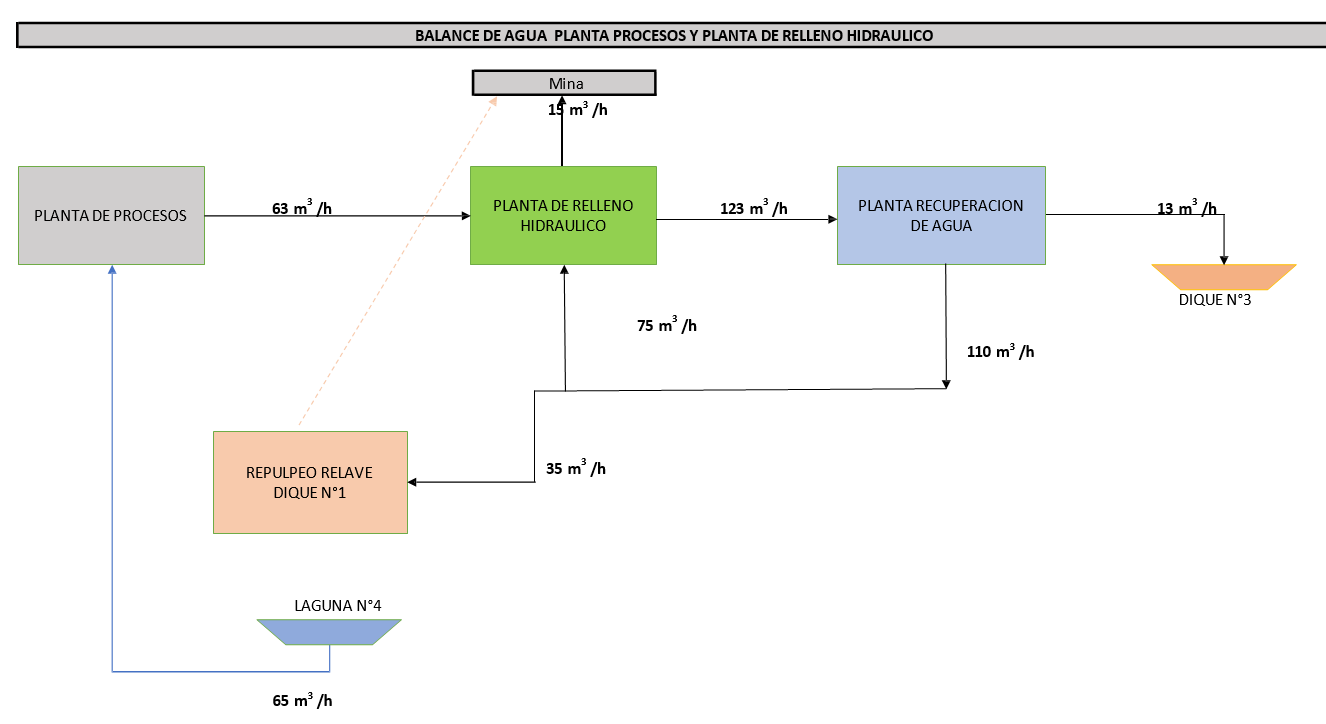 BALANCE DE AGUA PLANTA PROCESOS Y PLANTA DE RELLENO HIDRAULICO
Mina
15 m³ /h
PLANTA DE PROCESOS
63 m³ /h
PLANTA DE RELLENO
HIDRAULICO
123 m³ /h
PLANTA RECUPERACION
DE AGUA
13 m³ /h
DIQUE N°3
75 m³ /h
110 m³ /h
REPULPEO RELAVE
DIQUE N°1
35 m³ /h
LAGUNA N°4
65 m³ /h